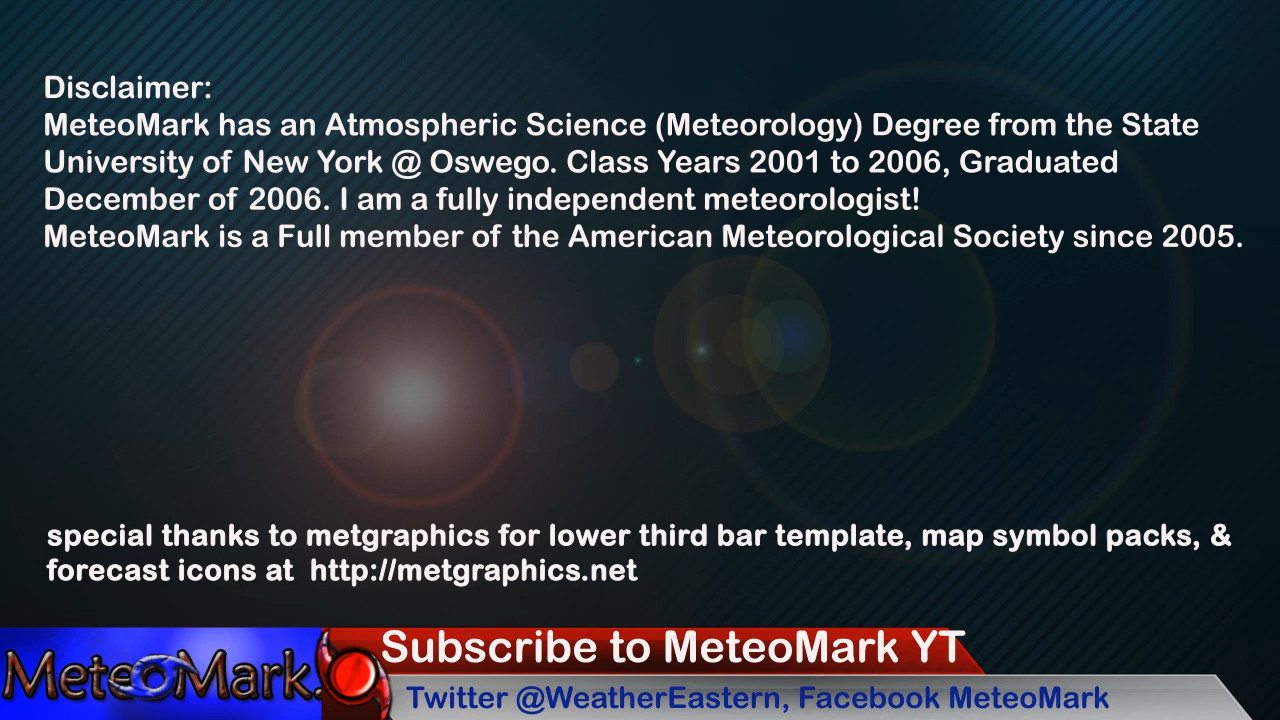 Disclaimer:
MeteoMark has an Atmospheric Science (Meteorology) Degree from the State
University of New York @ Oswego. Class Years 2001 to 2006, Graduated
December of 2006. I am a fully independent meteorologist!
MeteoMark is a Full member of the American Meteorological Society since 2005.
special thanks to metgraphics for lower third bar template, map symbol packs, &
forecast icons at http://metgraphics.net
Subscribe to MeteoMark YT
MeteoMark.
Twitter @WeatherEastern, Facebook MeteoMark